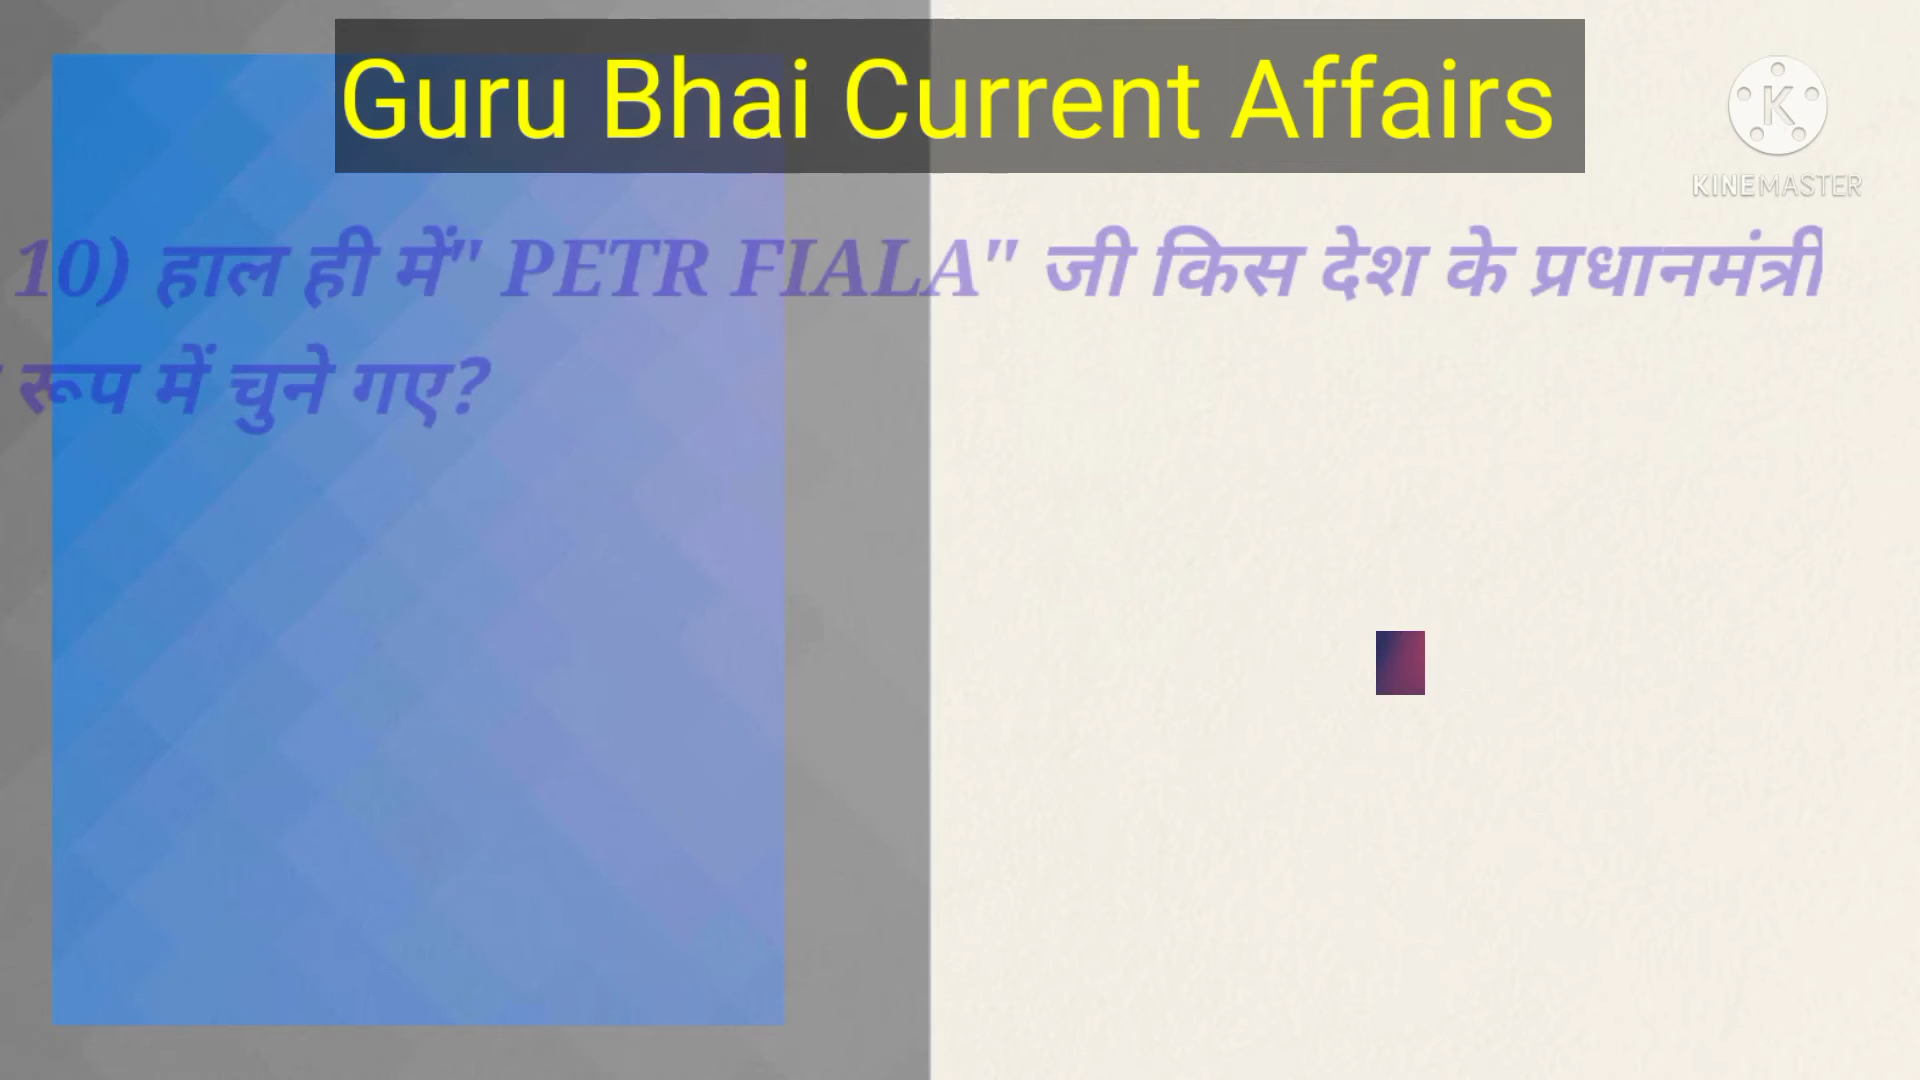 Guru Bhai Current Affairs
K
KINEMASTER
10) हाल ही में" PETR FIALA" जी किस देश के प्रधानमंत्री
रूप में चुने गए?